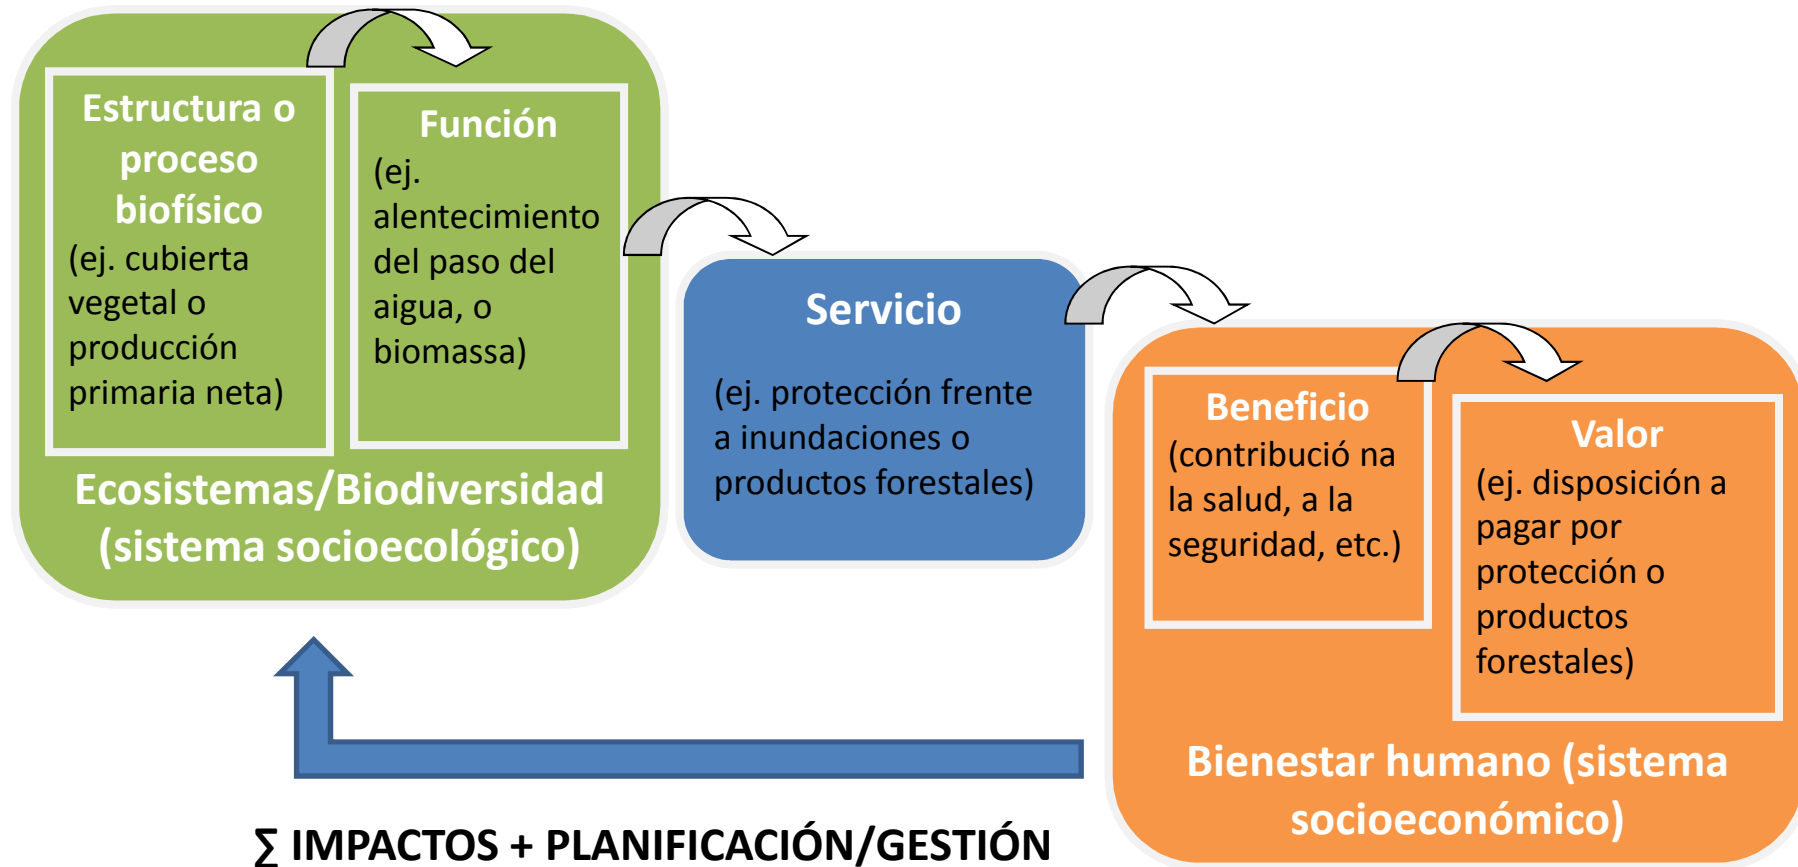 Estructura o
proceso
biofísico
(ej. cubierta
vegetal o
producción
primaria neta)
Función
(ej.
alentecimiento
del paso del
aigua, o
biomassa)
Ecosistemas/Biodiversidad
(sistema socioecológico)
Servicio
(ej. protección frente
a inundaciones o
productos forestales)
Beneficio
(contribució na
la salud, a la
seguridad, etc.)
Valor
(ej. disposición a
pagar por
protección o
productos
forestales)
Bienestar humano (sistema
socioeconómico)
∑ IMPACTOS + PLANIFICACIÓN/GESTIÓN